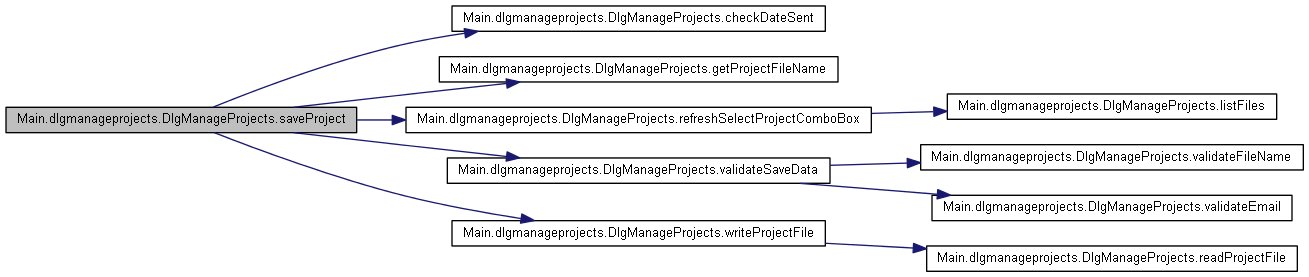 Main.dlgmanageprojects.DlgManageProjects.checkDateSent
Main.dlgmanageprojects.DlgManageProjects.getProjectFileName
Main.dlgmanageprojects.DlgManageProjects.saveProject
Main.dlgmanageprojects.DlgManageProjects.refreshSelectProjectComboBox
Main.dlgmanageprojects.DlgManageProjects.listFiles
Main.dlgmanageprojects.DlgManageProjects.validateSaveData
Main.dlgmanageprojects.DlgManageProjects.validateFileName
Main.dlgmanageprojects.DlgManageProjects.validateEmail
Main.dlgmanageprojects.DlgManageProjects.writeProjectFile
Main.dlgmanageprojects.DlgManageProjects.readProjectFile